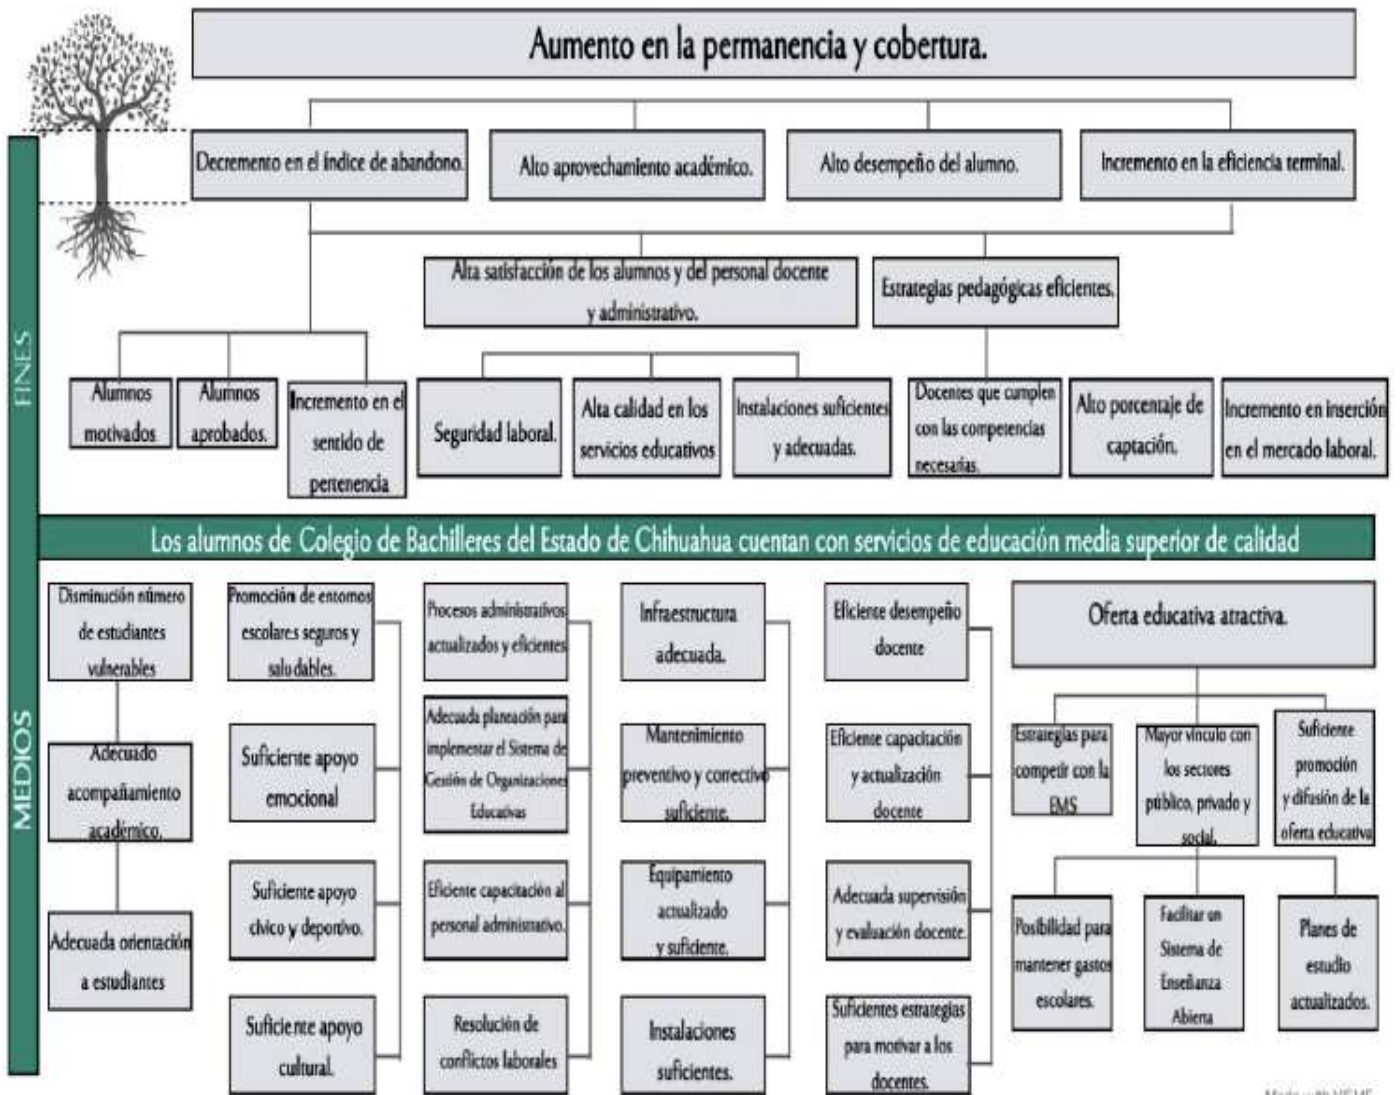 Aumento en la permanencia y cobertura.
Decremento en el índice de abandono.
Alto aprovechamiento académico.
Alto desempeño del alumno.
Incremento en la eficiencia terminal.
Alta satisfacción de los alumnos y del personal docente
y administrativo.
Estrategias pedagógicas eficientes.
FINES
Alumnos
motivados
Alumnos
aprobados.
Incremento en el
sentido de
pertenencia
Seguridad laboral.
Alta calidad en los
servicios educativos
Instalaciones suficientes
y adecuadas.
Docentes que cumplen
con las competencias
necesarias.
Alto porcentaje de
captación.
Incremento en inserción
en el mercado laboral.
Los alumnos de Colegio de Bachilleres del Estado de Chihuahua cuentan con servicios de educación media superior de calidad
MEDIOS
Disminución número
de estudiantes
vulnerables
Adecuado
acompañamiento
académico.
Adecuada orientación
a estudiantes
Promoción de entornos
escolares seguros y
saludables.
Suficiente apoyo
emocional
Suficiente apoyo
cívico y deportivo.
Suficiente apoyo
cultural.
Procesos administrativos
actualizados y eficientes
Adecuada planeación para
implementar el Sistema de
Gestión de Organizaciones
Educativas
Eficiente capacitación al
personal administrativo.
Resolución de
conflictos laborales
Infraestructura
adecuada.
Mantenimiento
preventivo y correctivo
suficiente.
Equipamiento
actualizado
y suficiente.
Instalaciones
suficientes.
Eficiente desempeño
docente
Eficiente capacitación
y actualización
docente
Adecuada supervisión
y evaluación docente.
Suficientes estrategias
para motivar a los
docentes.
Oferta educativa atractiva.
Estrategias para
competir con la
EMS
Mayor vínculo con
los sectores
público, privado y
social.
Suficiente
promoción
y difusión de la
oferta educativa
Posibilidad para
mantener gastos
escolares.
Facilitar un
Sistema de
Enseñanza
Abierta
Planes de
estudio
actualizados.